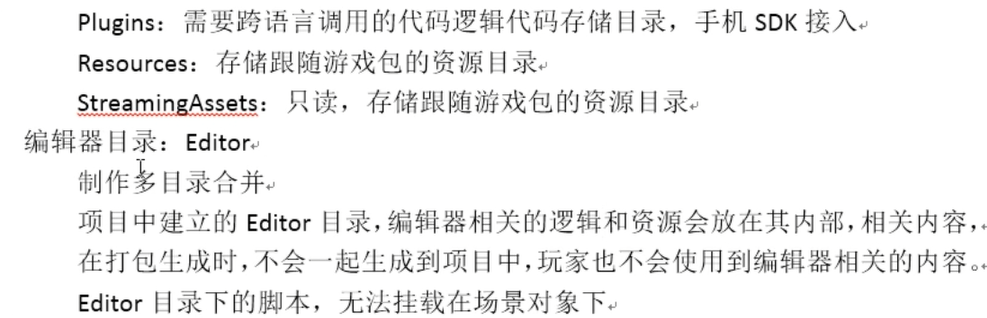 Plugins：需要跨语言调用的代码逻辑代码存储目录，手机 SDK 接入
Resources：存储跟随游戏包的资源目录
StreamingAssets：只读，存储跟随游戏包的资源目录
编辑器目录：Editor
制作多目录合并
项目中建立的 Editor 目录，编辑器相关的逻辑和资源会放在其内部，相关内容，
在打包生成时，不会一起生成到项目中，玩家也不会使用到编辑器相关的内容。
Editor 目录下的脚本，无法挂载在场景对象下